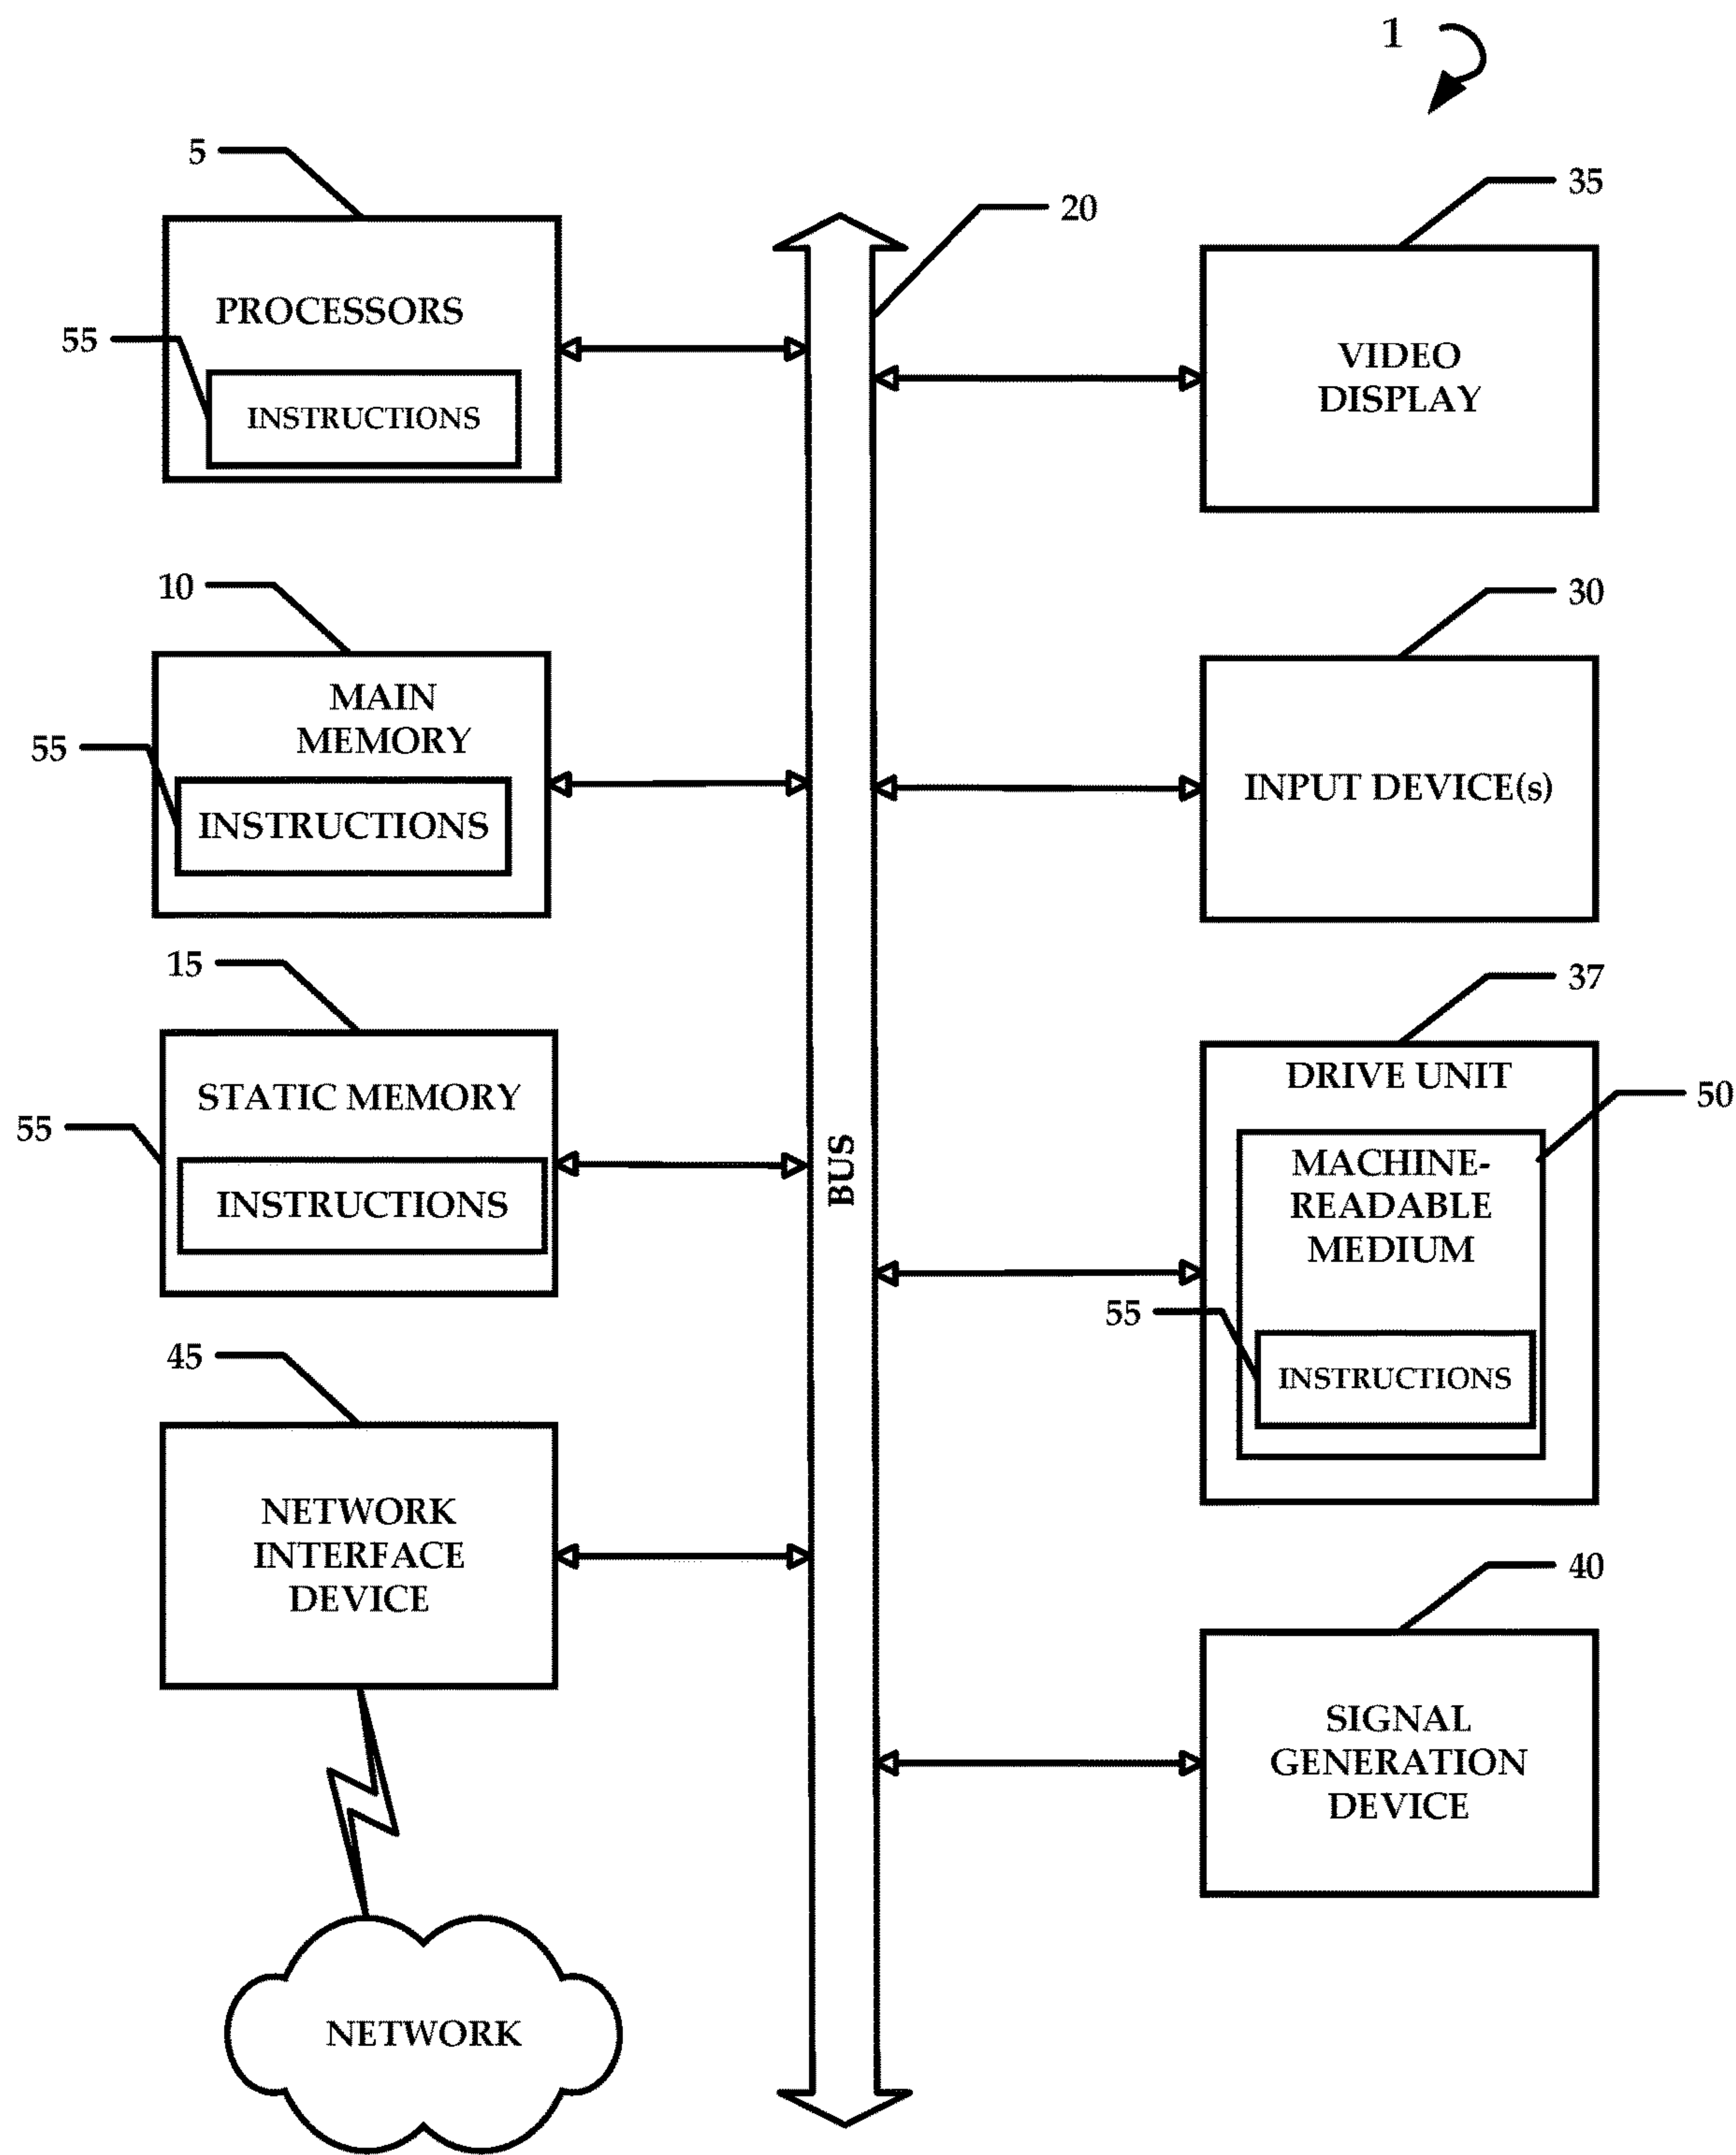 1
5
PROCESSORS
55
INSTRUCTIONS
10
MAIN
MEMORY
55
INSTRUCTIONS
15
STATIC MEMORY
55
INSTRUCTIONS
45
NETWORK
INTERFACE
DEVICE
NETWORK
20
BUS
35
VIDEO
DISPLAY
30
INPUT DEVICE(s)
37
DRIVE UNIT
50
MACHINE-
READABLE
MEDIUM
55
INSTRUCTIONS
40
SIGNAL
GENERATION
DEVICE